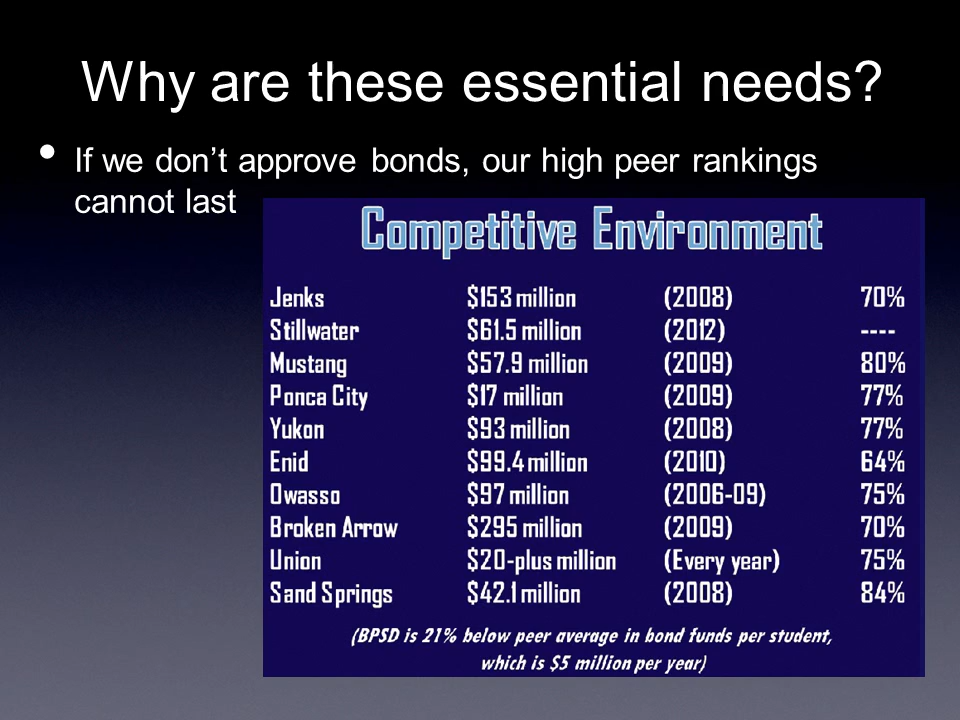 Why are these essential needs?
• If we don’t approve bonds, our high peer rankings
cannot last
Competitive Environment
Jenks $153 million (2008) 70%
Stillwater $61.5 million (2012) ----
Mustang $57.9 million (2009) 80%
Ponca City $17 million (2009) 77%
Yukon $93 million (2008) 77%
Enid $99.4 million (2010) 64%
Owasso $97 million (2006-09) 75%
Broken Arrow $295 million (2009) 70%
Union $20-plus million (Every year) 75%
Sand Springs $42.1 million (2008) 84%
(BPSD is 21% below peer average in bond funds per student,
which is $5 million per year)